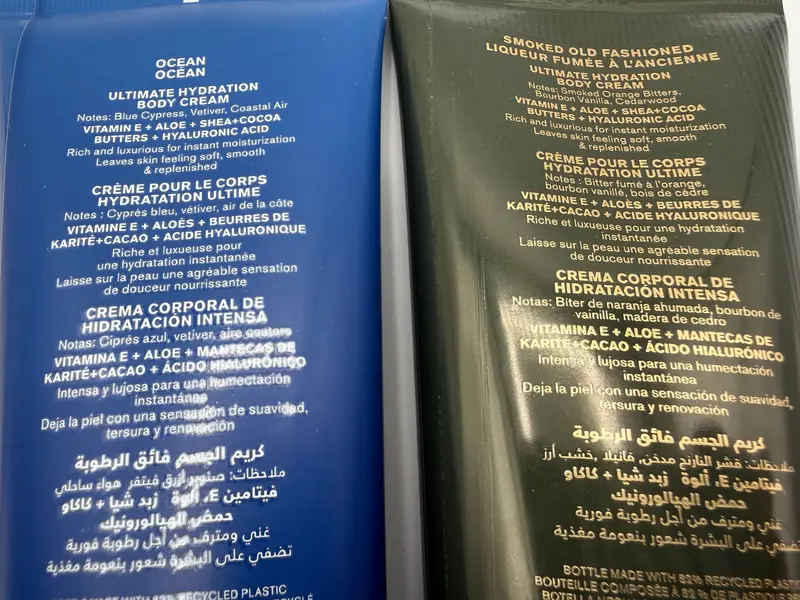 OCEAN
OCÉAN
ULTIMATE HYDRATION
BODY CREAM
Notes: Blue Cypress, Vetiver, Coastal Air
VITAMIN E + ALOE + SHEA+COCOA
BUTTERS + HYALURONIC ACID
Rich and luxurious for instant moisturization
Leaves skin feeling soft, smooth
& replenished
CRÈME POUR LE CORPS
HYDRATATION ULTIME
Notes : Cyprès bleu, vétiver, air de la côte
VITAMINE E + ALOÈS + BEURRES DE
KARITÉ+CACAO + ACIDE HYALURONIQUE
Riche et luxueuse pour
une hydratation instantanée
Laisse sur la peau une agréable sensation
de douceur nourrissante
CREMA CORPORAL DE
HIDRATACIÓN INTENSA
Notas: Ciprés azul, vetiver, aire costero
VITAMINA E + ALOE + MANTECAS DE
KARITÉ+CACAO + ÁCIDO HIALURÓNICO
Intensa y lujosa para una humectación
instantánea
Deja la piel con una sensación de suavidad,
tersura y renovación
كريم الجسم فائق الرطوبة
ملاحظات: صنوبر أزرق فيتفر هواء ساحلي
فيتامين E، ألوة زبد شيا + كاكاو
حمض الهيالورونيك
غني ومترف من أجل رطوبة فورية
تضفي على البشرة شعور بنعومة مغذية
MADE WITH 82% RECYCLED PLASTIC
SMOKED OLD FASHIONED
LIQUEUR FUMÉE À L'ANCIENNE
ULTIMATE HYDRATION
BODY CREAM
Notes: Smoked Orange Bitters,
Bourbon Vanilla, Cedarwood
VITAMIN E + ALOE + SHEA+COCOA
BUTTERS + HYALURONIC ACID
Rich and luxurious for instant moisturization
Leaves skin feeling soft, smooth
& replenished
CRÈME POUR LE CORPS
HYDRATATION ULTIME
Notes : Bitter fumé à l'orange,
bourbon vanillé, bois de cèdre
VITAMINE E + ALOÈS + BEURRES DE
KARITÉ+CACAO + ACIDE HYALURONIQUE
Riche et luxueuse pour une hydratation
instantanée
Laisse sur la peau une agréable sensation
de douceur nourrissante
CREMA CORPORAL DE
HIDRATACIÓN INTENSA
Notas: Bíter de naranja ahumada, bourbon de
vainilla, madera de cedro
VITAMINA E + ALOE + MANTECAS DE
KARITÉ+CACAO + ÁCIDO HIALURÓNICO
Intensa y lujosa para una humectación
instantánea
Deja la piel con una sensación de suavidad,
tersura y renovación
كريم الجسم فائق الرطوبة
ملاحظات: قشر النارنج مدخن، فانيلا، خشب أرز
فيتامين E، ألوة زبد شيا + كاكاو
حمض الهيالورونيك
غني ومترف من أجل رطوبة فورية
تضفي على البشرة شعور بنعومة مغذية
BOTTLE MADE WITH 82% RECYCLED PLASTIC
BOUTEILLE COMPOSÉE À 82 % DE PLASTIQUE